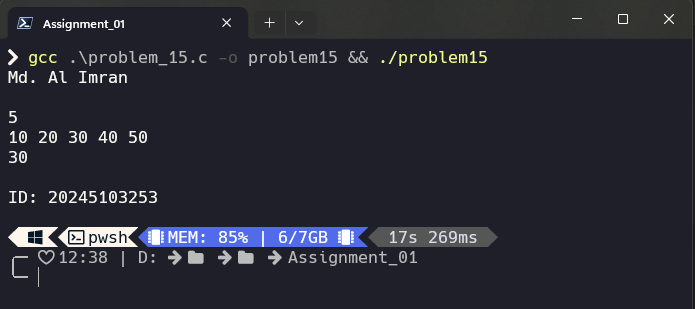 Assignment_01
gcc .\problem_15.c -o problem15 && ./problem15
Md. Al Imran
5
10 20 30 40 50
30
ID: 20245103253
pwsh MEM: 85% | 6/7GB 17s 269ms
12:38 | D: Assignment_01